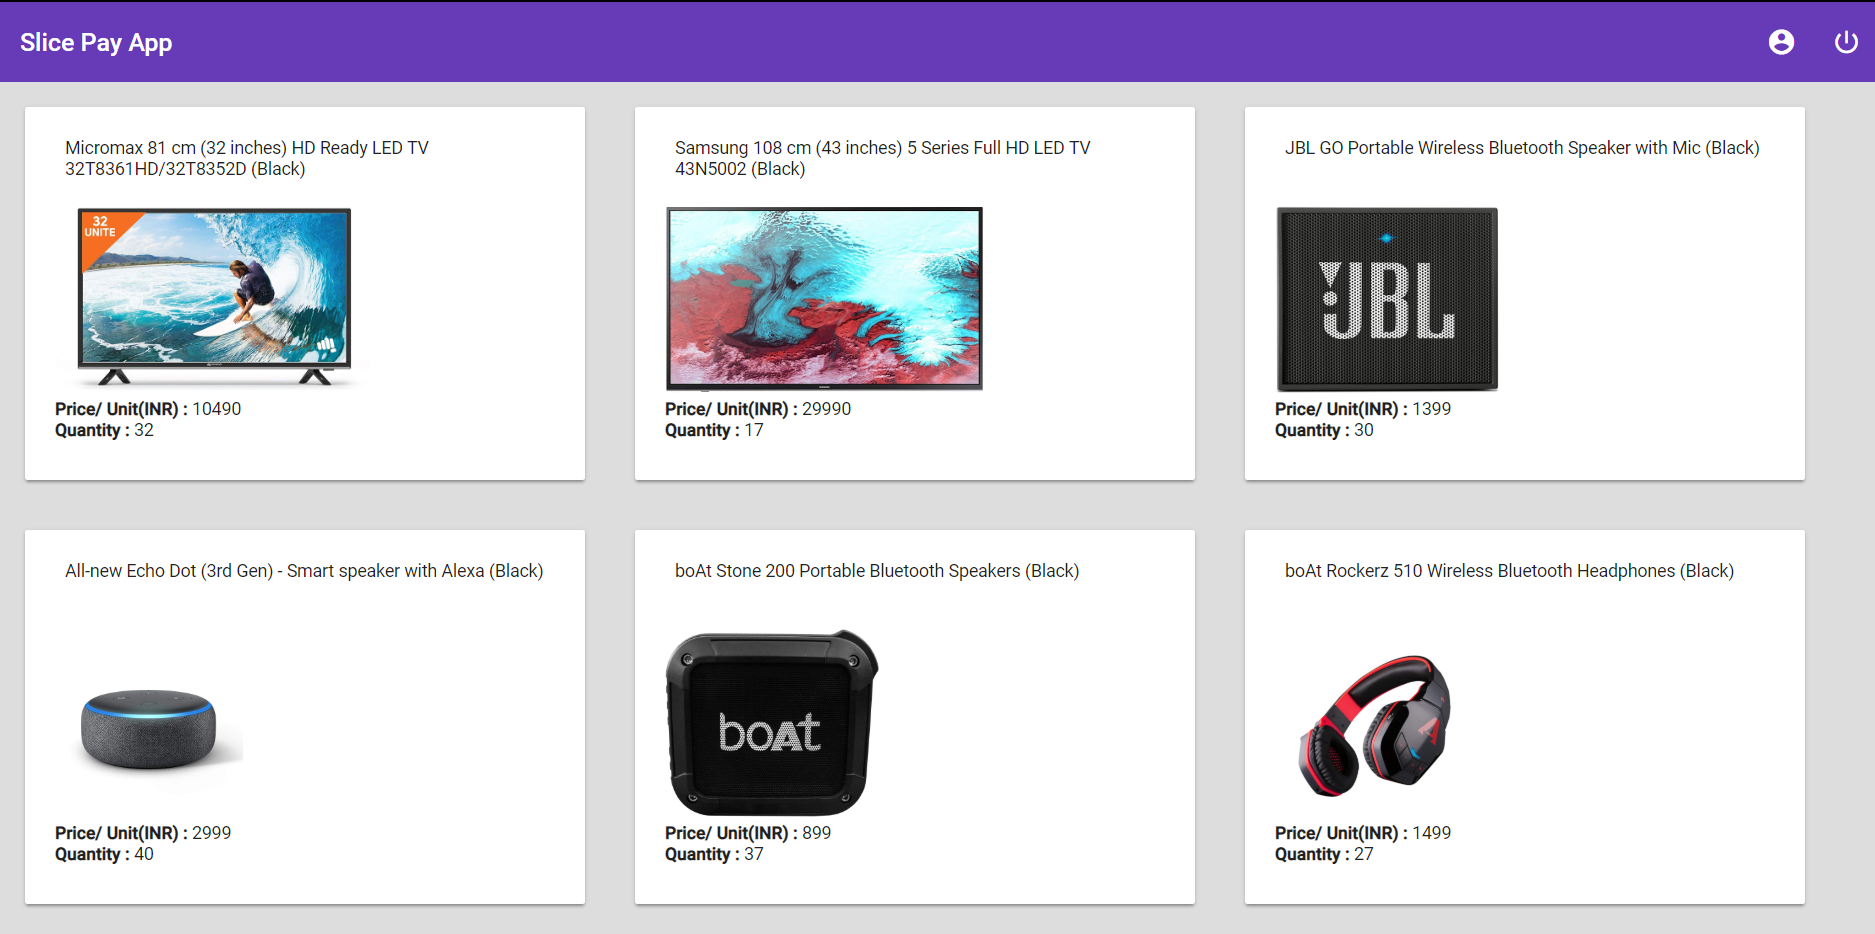 Slice Pay App
Micromax 81 cm (32 inches) HD Ready LED TV
32T8361HD/32T8352D (Black)
32
UNITE
Price/ Unit(INR) : 10490
Quantity : 32
Samsung 108 cm (43 inches) 5 Series Full HD LED TV
43N5002 (Black)
Price/ Unit(INR) : 29990
Quantity : 17
JBL GO Portable Wireless Bluetooth Speaker with Mic (Black)
JBL
Price/ Unit(INR) : 1399
Quantity : 30
All-new Echo Dot (3rd Gen) - Smart speaker with Alexa (Black)
Price/ Unit(INR) : 2999
Quantity : 40
boAt Stone 200 Portable Bluetooth Speakers (Black)
boAt
Price/ Unit(INR) : 899
Quantity : 37
boAt Rockerz 510 Wireless Bluetooth Headphones (Black)
Price/ Unit(INR) : 1499
Quantity : 27